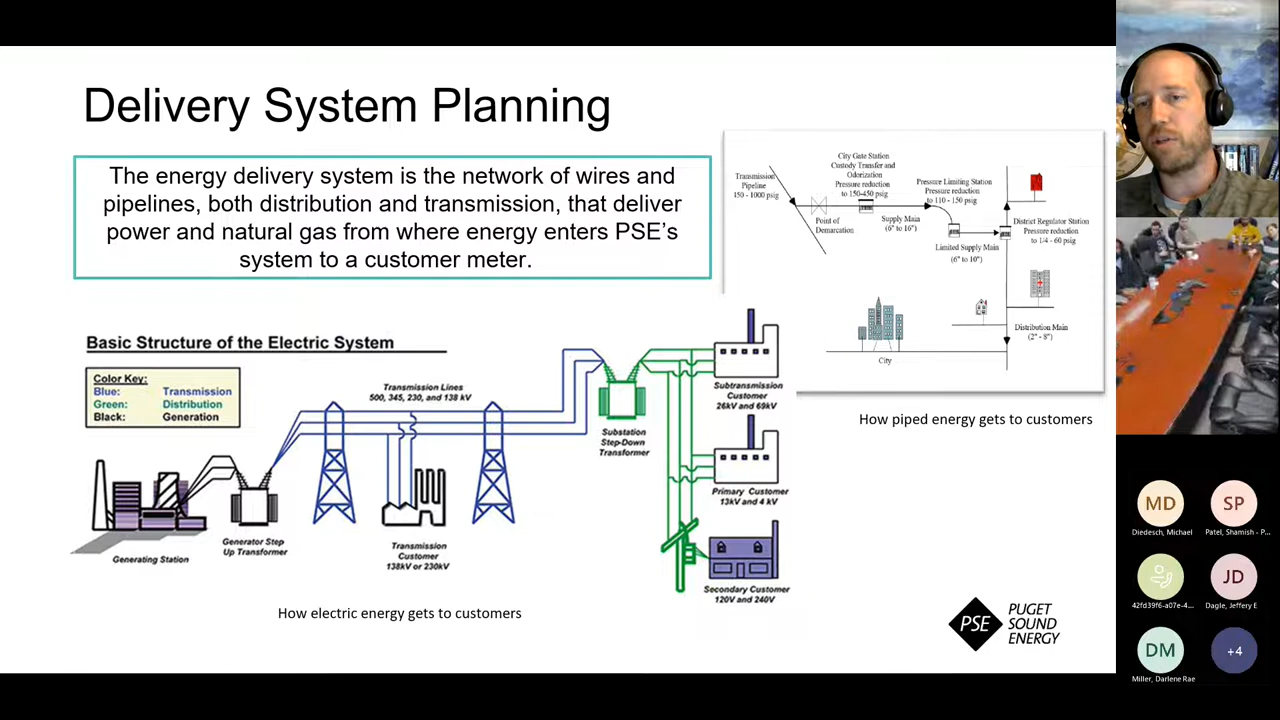 Delivery System Planning
The energy delivery system is the network of wires and
pipelines, both distribution and transmission, that deliver
power and natural gas from where energy enters PSE's
system to a customer meter.
Transmission
Pipeline
450 - 1000 psig
City Gate Station
Custody Transfer and
Odorization
Pressure reduction
to 150-450 psig
Point of
Demarcation
Supply Main
(6" to 16")
Pressure Limiting Station
Pressure reduction
to 110 - 150 psig
Limited Supply Main
(6" to 10")
District Regulator Station
Pressure reduction
to 1/4 - 60 psig
Distribution Main
(2" - 8")
City
How piped energy gets to customers
Basic Structure of the Electric System
Color Key:
Blue: Transmission
Green: Distribution
Black: Generation
Transmission Lines
500, 345, 230, and 138 kV
Generating Station
Generator Step
Up Transformer
Transmission
Customer
138kV or 230kV
Substation
Step-Down
Transformer
Subtransmission
Customer
26kV and 69kV
Primary Customer
13kV and 4 kV
Secondary Customer
120V and 240V
How electric energy gets to customers
PSE
PUGET
SOUND
ENERGY
MD
Diedesch, Michael
SP
Patel, Shamish - P...
42fd39f6-a07e-4...
JD
Dagle, Jeffery E
DM
Miller, Darlene Rae
+4